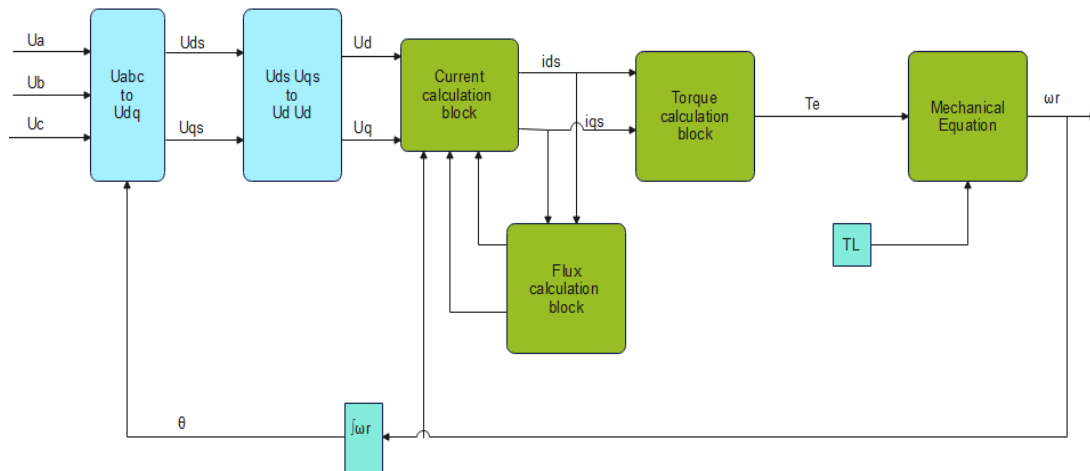 Ua
Ub
Uc
Uabc
to
Udq
Uds
Uqs
Uds Uqs
to
Ud Ud
Ud
Uq
Current
calculation
block
ids
iqs
Torque
calculation
block
Te
Mechanical
Equation
ωr
TL
Flux
calculation
block
θ
∫ωr